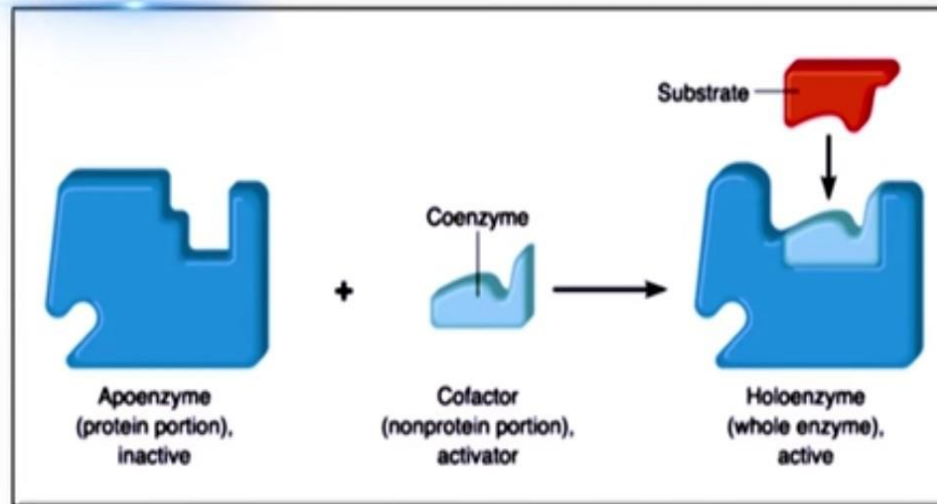 Substrate
Coenzyme
+
Apoenzyme
(protein portion),
inactive
Cofactor
(nonprotein portion),
activator
Holoenzyme
(whole enzyme),
active